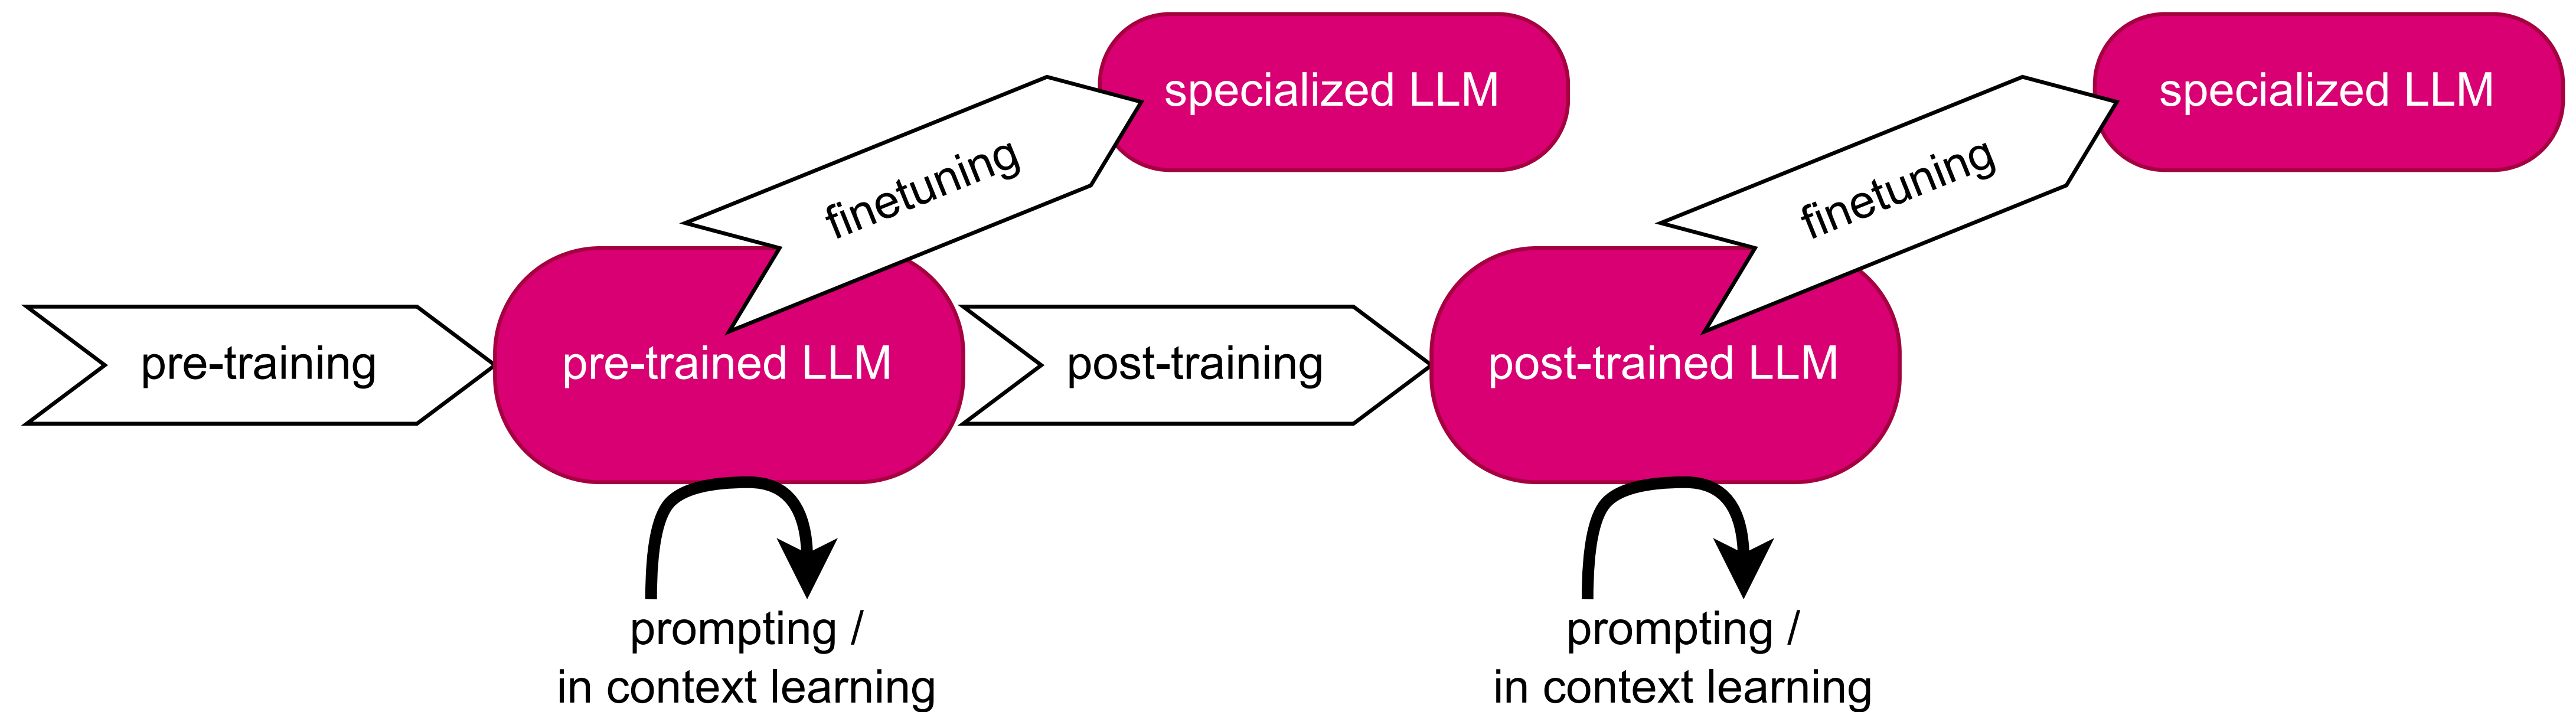 specialized LLM
specialized LLM
finetuning
finetuning
pre-training
pre-trained LLM
post-training
post-trained LLM
prompting /
in context learning
prompting /
in context learning